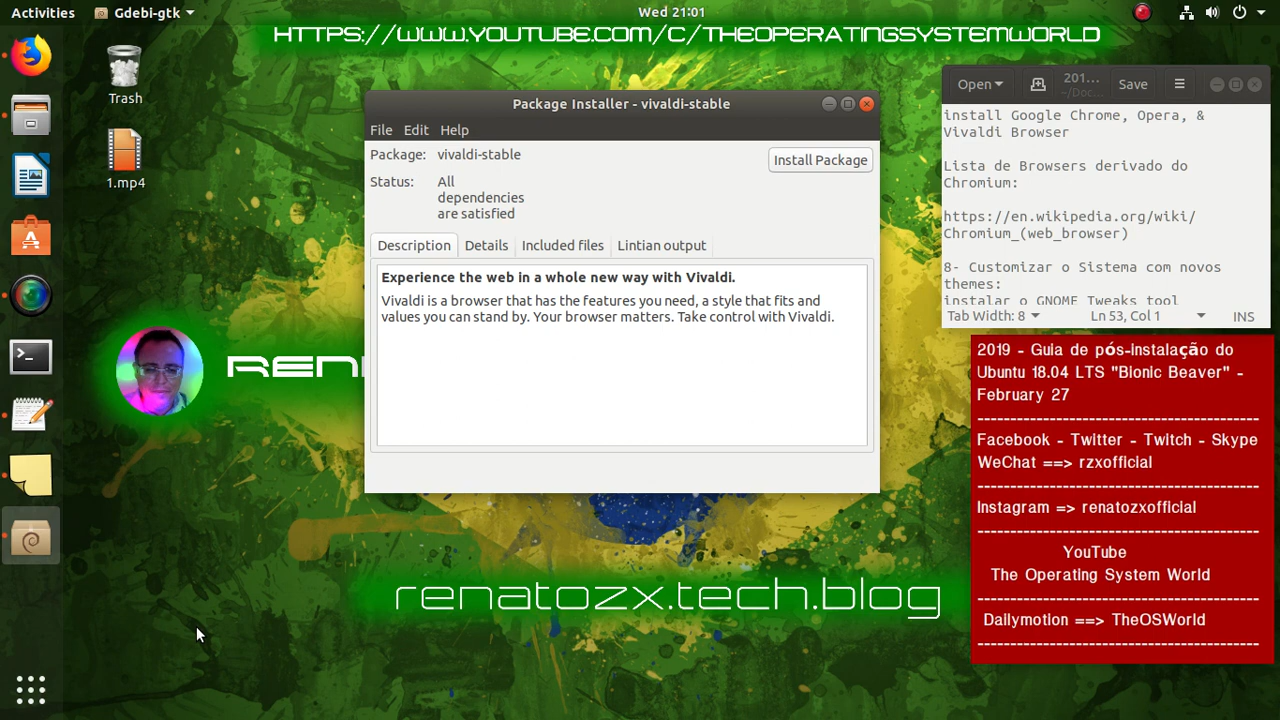 Activities
Gdebi-gtk
Wed 21:01
HTTPS://WWW.YOUTUBE.COM/C/THEOPERATINGSYSTEMWORLD
Trash
1.mp4
Package Installer - vivaldi-stable
File Edit Help
Package: vivaldi-stable
Install Package
Status: All
dependencies
are satisfied
Description Details Included files Lintian output
Experience the web in a whole new way with Vivaldi.
Vivaldi is a browser that has the features you need, a style that fits and
values you can stand by. Your browser matters. Take control with Vivaldi.
Open
201...
~/Doc...
Save
install Google Chrome, Opera, &
Vivaldi Browser
Lista de Browsers derivado do
Chromium:
https://en.wikipedia.org/wiki/
Chromium_(web_browser)
8- Customizar o Sistema com novos
themes:
instalar o GNOME Tweaks tool
Tab Width: 8 Ln 53, Col 1 INS
REN
renatozx.tech.blog
2019 - Guia de pós-Instalação do
Ubuntu 18.04 LTS "Bionic Beaver" -
February 27
----------------------------------------
Facebook - Twitter - Twitch - Skype
WeChat ==> rzxofficial
----------------------------------------
Instagram => renatozxofficial
----------------------------------------
YouTube
The Operating System World
----------------------------------------
Dailymotion ==> TheOSWorld
----------------------------------------